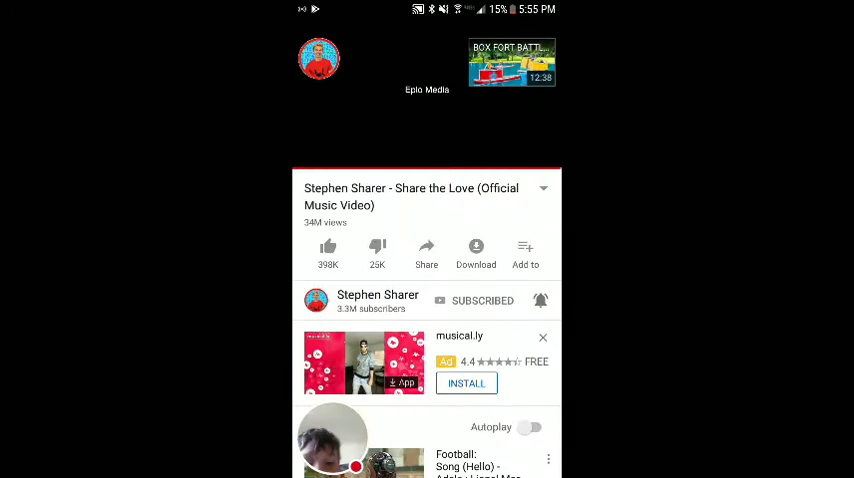 15% 5:55 PM
BOX FORT BATTL...
12:38
Eplo Media
Stephen Sharer - Share the Love (Official
Music Video)
34M views
398K 25K Share Download Add to
Stephen Sharer SUBSCRIBED
3.3M subscribers
musical.ly
Ad 4.4 FREE
App
INSTALL
Autoplay
Football:
Song (Hello) -